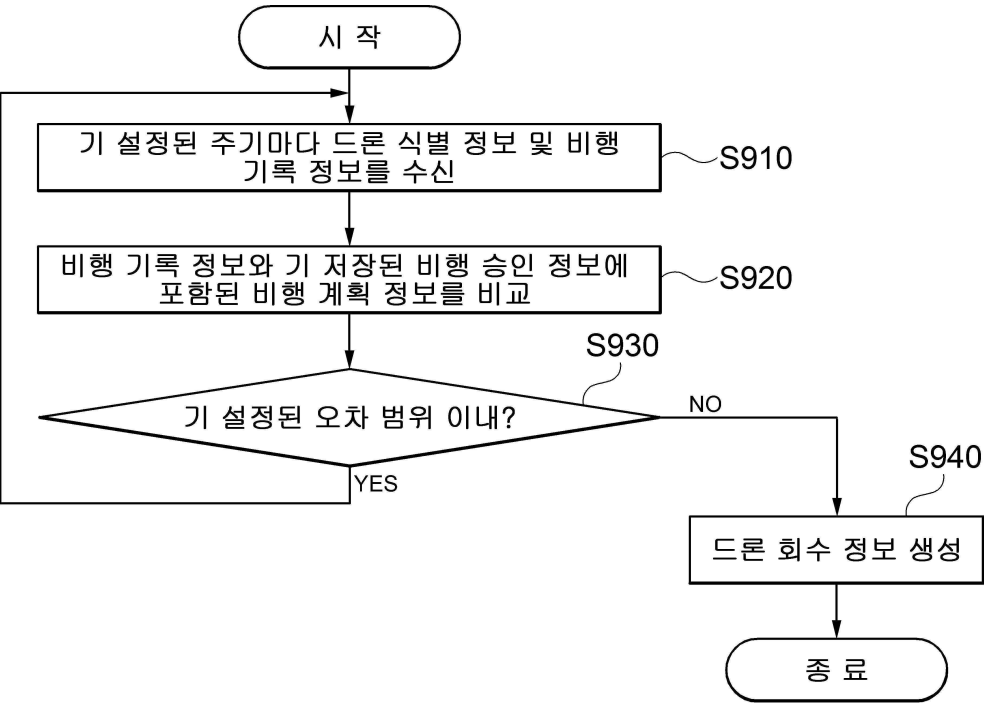 시 작
기 설정된 주기마다 드론 식별 정보 및 비행
기록 정보를 수신
S910
비행 기록 정보와 기 저장된 비행 승인 정보에
포함된 비행 계획 정보를 비교
S920
S930
기 설정된 오차 범위 이내?
NO
YES
S940
드론 회수 정보 생성
종 료